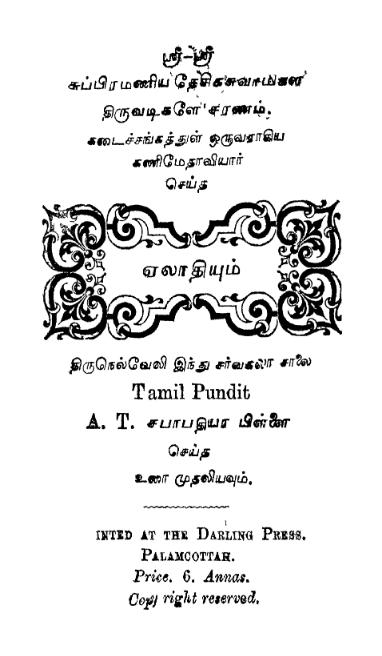 ஸ்ரீ-ஸ்ரீ
சுப்பிரமணிய தேசிகசுவாமிகள்
திருவடிகளே சரணம்.
கடைச்சங்கத்துள் ஒருவராகிய
கணிமேதாவியார்
செய்த
ஏலாதியும்
திருநெல்வேலி இந்து சர்வகலா சாலை
Tamil Pundit
A. T. சபாபதியா பிள்ளை
செய்த
உரை முதலியவும்.
INTED AT THE DARLING PRESS.
PALAMCOTTAH.
Price. 6. Annas.
Copy right reserved.